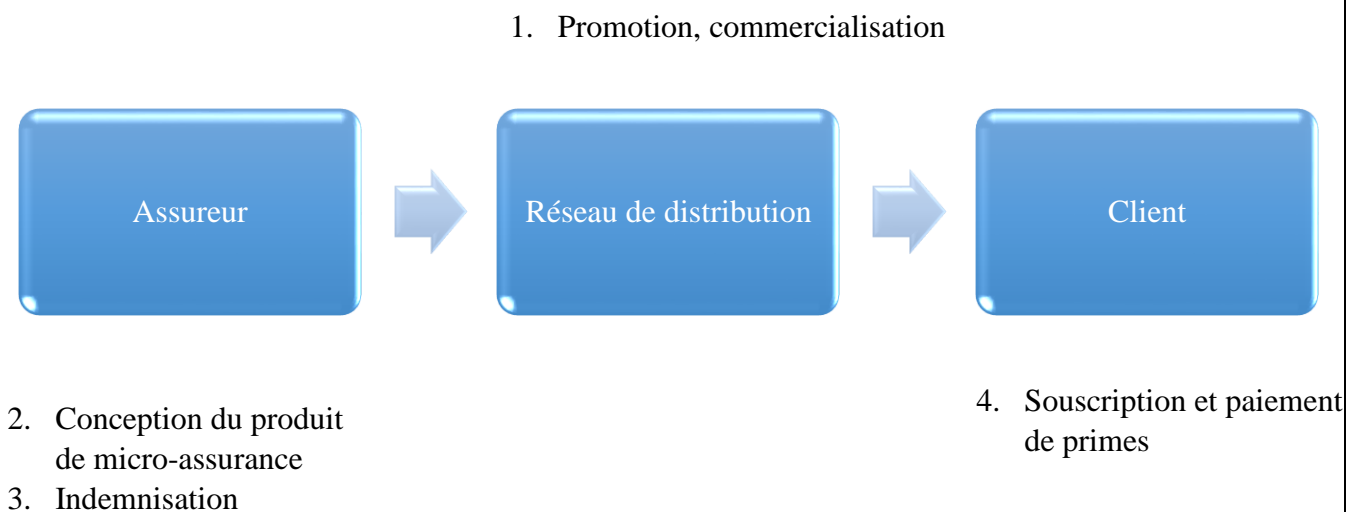 1. Promotion, commercialisation
Assureur
Réseau de distribution
Client
2. Conception du produit
de micro-assurance
3. Indemnisation
4. Souscription et paiement
de primes